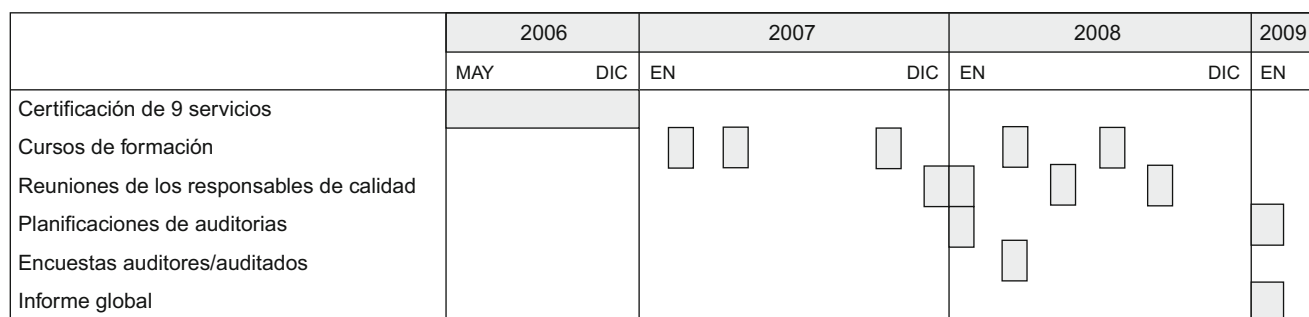 2006 2007 2008 2009
MAY DIC EN DIC EN DIC EN
Certificación de 9 servicios
Cursos de formación
Reuniones de los responsables de calidad
Planificaciones de auditorias
Encuestas auditores/auditados
Informe global